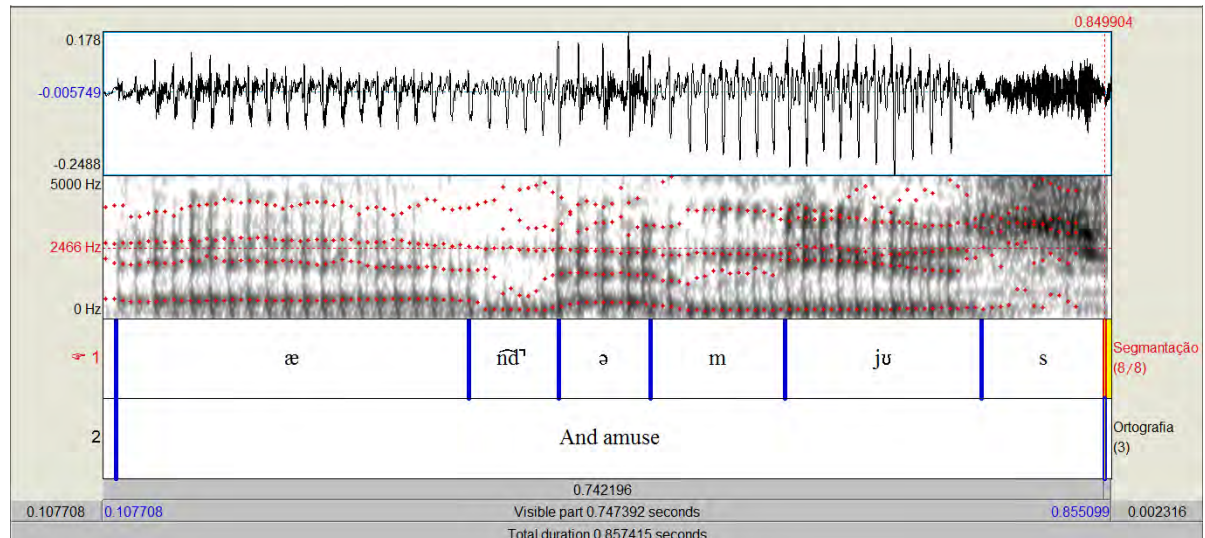 0.849904
0.178
-0.005749
-0.2488
5000 Hz
2466 Hz
0 Hz
☞ 1 æ n͡d̚ ə m jʊ s Segmantação (8/8)
2 And amuse Ortografia (3)
0.742196
0.107708 0.107708 Visible part 0.747392 seconds 0.855099 0.002316
Total duration 0.857415 seconds